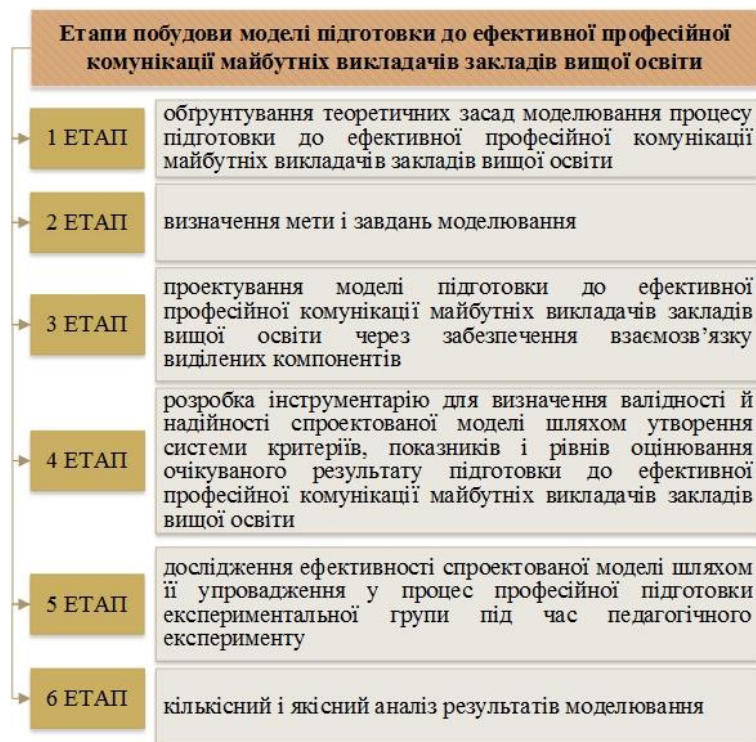 Етапи побудови моделі підготовки до ефективної професійної
комунікації майбутніх викладачів закладів вищої освіти
1 ЕТАП
обґрунтування теоретичних засад моделювання процесу
підготовки до ефективної професійної комунікації
майбутніх викладачів закладів вищої освіти
2 ЕТАП
визначення мети і завдань моделювання
3 ЕТАП
проектування моделі підготовки до ефективної
професійної комунікації майбутніх викладачів закладів
вищої освіти через забезпечення взаємозв’язку
виділених компонентів
4 ЕТАП
розробка інструментарію для визначення валідності й
надійності спроектованої моделі шляхом утворення
системи критеріїв, показників і рівнів оцінювання
очікуваного результату підготовки до ефективної
професійної комунікації майбутніх викладачів закладів
вищої освіти
5 ЕТАП
дослідження ефективності спроектованої моделі шляхом
її упровадження у процес професійної підготовки
експериментальної групи під час педагогічного
експерименту
6 ЕТАП
кількісний і якісний аналіз результатів моделювання